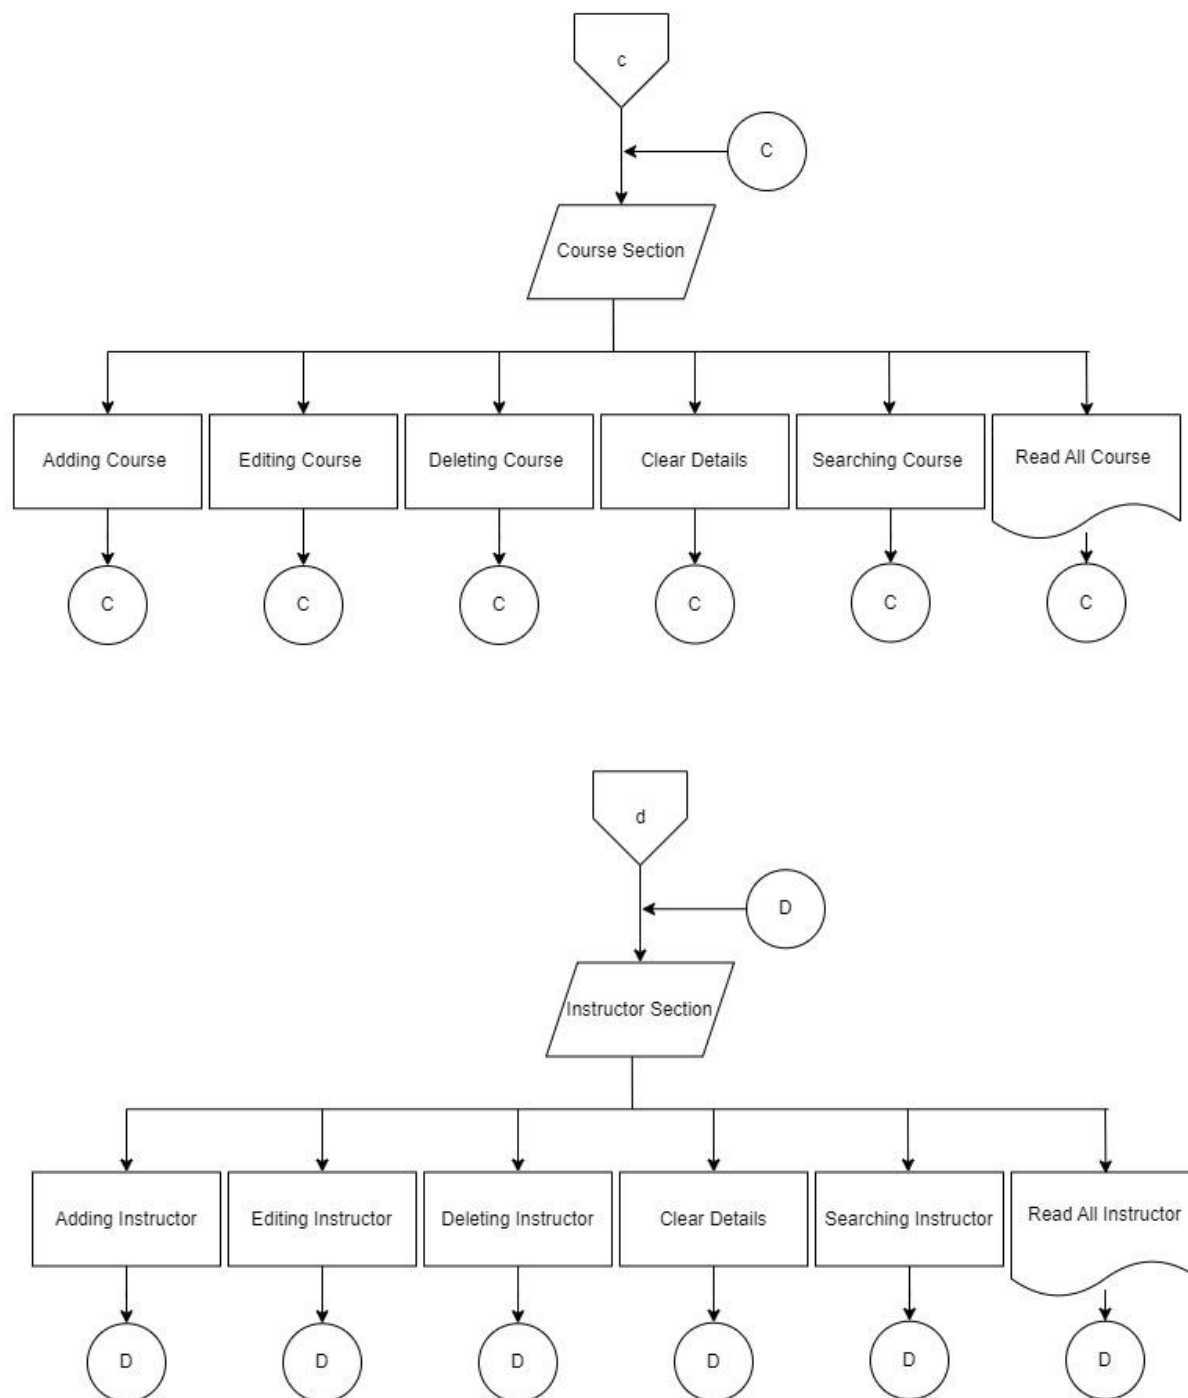 c
C
Course Section
Adding Course
Editing Course
Deleting Course
Clear Details
Searching Course
Read All Course
C
C
C
C
C
C
d
D
Instructor Section
Adding Instructor
Editing Instructor
Deleting Instructor
Clear Details
Searching Instructor
Read All Instructor
D
D
D
D
D
D